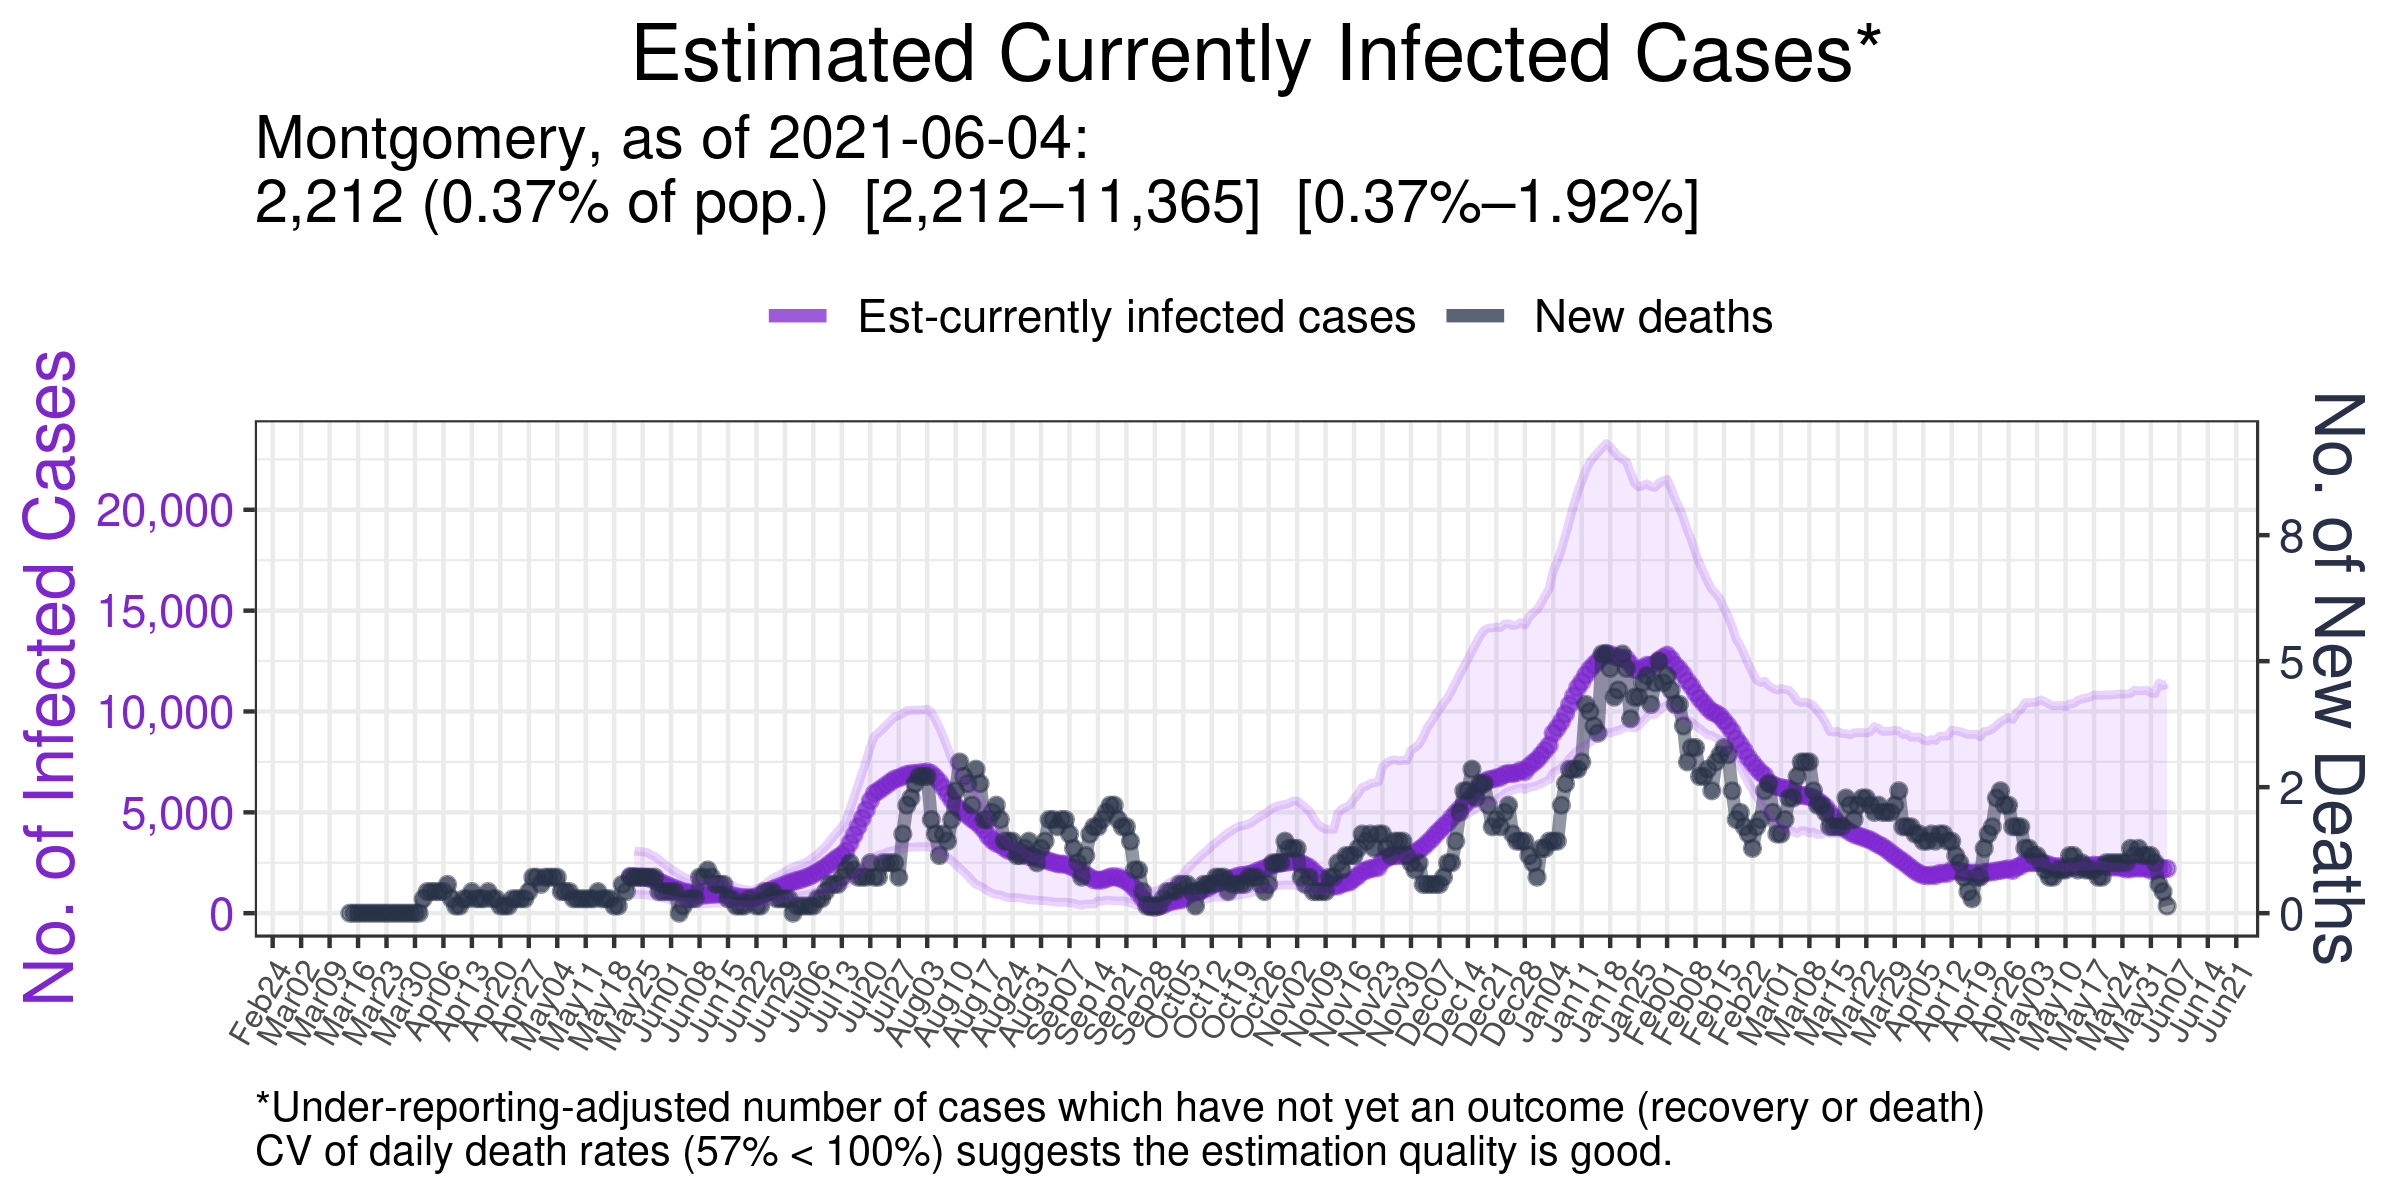 Estimated Currently Infected Cases*
Montgomery, as of 2021-06-04:
2,212 (0.37% of pop.)  [2,212–11,365]  [0.37%–1.92%]
Est-currently infected cases
New deaths
No. of Infected Cases
20,000
15,000
10,000
5,000
0
No. of New Deaths
8
5
2
0
Feb24
Mar02
Mar09
Mar16
Mar23
Mar30
Apr06
Apr13
Apr20
Apr27
May04
May11
May18
May25
Jun01
Jun08
Jun15
Jun22
Jun29
Jul06
Jul13
Jul20
Jul27
Aug03
Aug10
Aug17
Aug24
Aug31
Sep07
Sep14
Sep21
Sep28
Oct05
Oct12
Oct19
Oct26
Nov02
Nov09
Nov16
Nov23
Nov30
Dec07
Dec14
Dec21
Dec28
Jan04
Jan11
Jan18
Jan25
Feb01
Feb08
Feb15
Feb22
Mar01
Mar08
Mar15
Mar22
Mar29
Apr05
Apr12
Apr19
Apr26
May03
May10
May17
May24
May31
Jun07
Jun14
Jun21
*Under-reporting-adjusted number of cases which have not yet an outcome (recovery or death)
CV of daily death rates (57% < 100%) suggests the estimation quality is good.